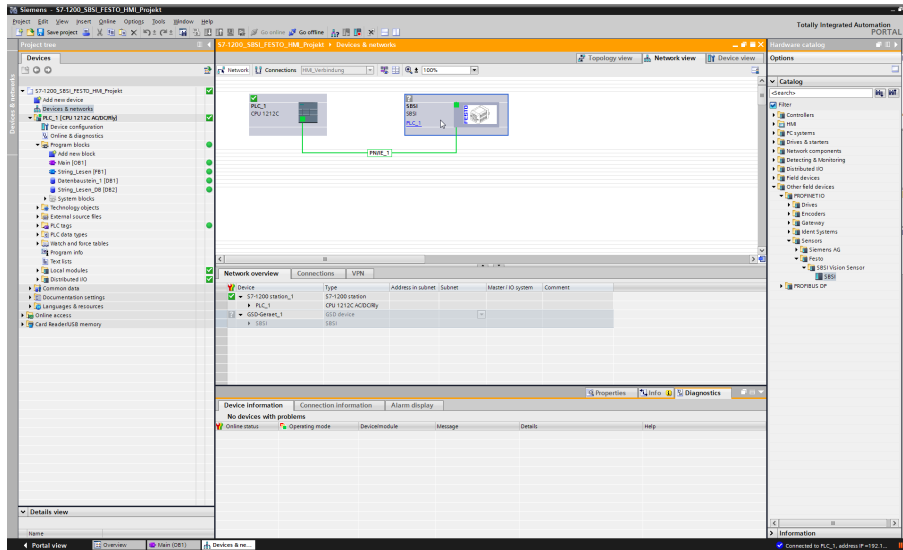 Siemens - S7-1200_SBSI_FESTO_HMI_Projekt
Project Edit View Insert Online Options Tools Window Help
Totally Integrated Automation
PORTAL
Save project
Go online
Go offline
Project tree
S7-1200_SBSI_FESTO_HMI_Projekt Devices & networks
Hardware catalog
Devices
Topology view
Network view
Device view
Options
Network
Connections
HMI_Verbindung
100%
S7-1200_SBSI_FESTO_HMI_Projekt
Add new device
Devices & networks
PLC_1 [CPU 1212C AC/DC/Rly]
Device configuration
Online & diagnostics
Program blocks
Add new block
Main [OB1]
String_Lesen [FB1]
Datenbaustein_1 [DB1]
String_Lesen_DB [DB2]
System blocks
Technology objects
External source files
PLC tags
PLC data types
Watch and force tables
Program info
Text lists
Local modules
Distributed I/O
Common data
Documentation settings
Languages & resources
Online access
Card Reader/USB memory
PLC_1
CPU 1212C
SBSI
SBSI
PLC_1
FESTO
PN/IE_1
Catalog
<Search>
Filter
Controllers
HMI
PC systems
Drives & starters
Network components
Detecting & Monitoring
Distributed I/O
Field devices
Other field devices
PROFINET IO
Drives
Encoders
Gateway
Ident Systems
Sensors
Siemens AG
Festo
SBSI Vision Sensor
SBSI
PROFIBUS DP
Network overview
Connections
VPN
Device Type Address in subnet Subnet Master / IO system Comment
S7-1200 station_1 S7-1200 station
PLC_1 CPU 1212C AC/DC/Rly
GSD-Geraet_1 GSD device
SBSI SBSI
Properties
Info
Diagnostics
Device information
Connection information
Alarm display
No devices with problems
Online status Operating mode Device/module Message Details Help
Details view
Name
Information
Portal view
Overview
Main (OB1)
Devices & ne...
Connected to PLC_1, address IP=192.1...